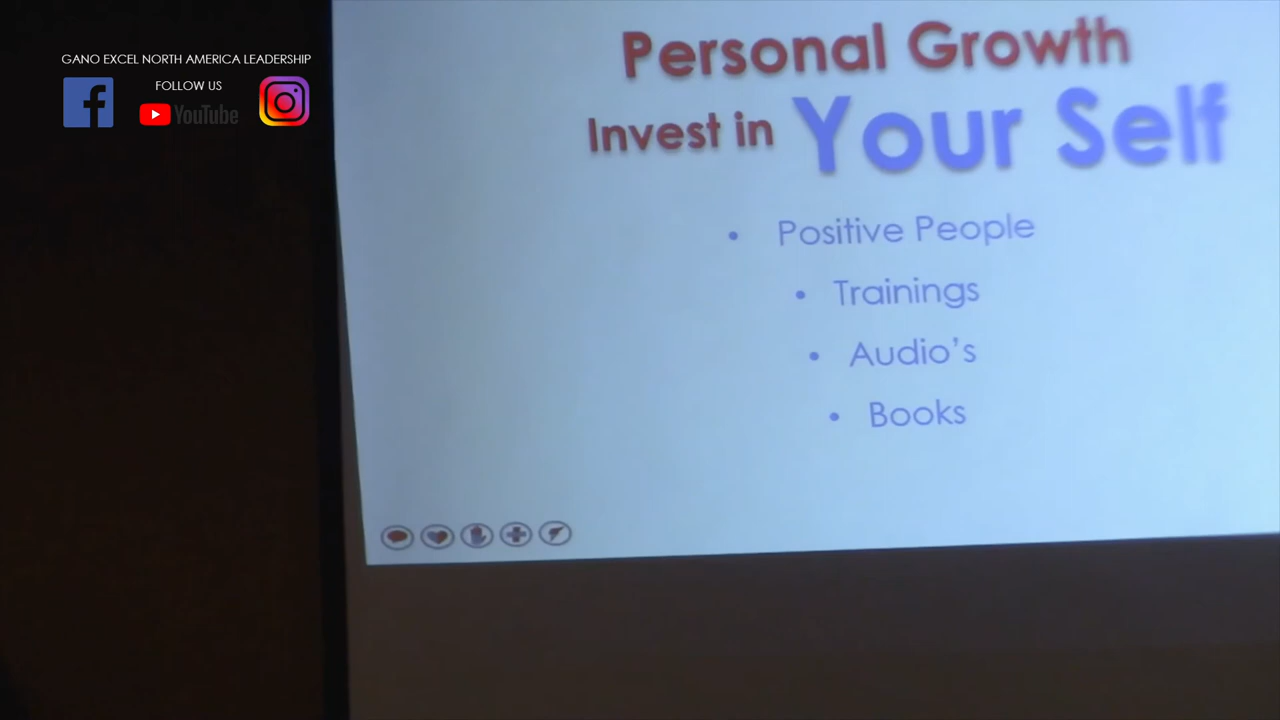 GANO EXCEL NORTH AMERICA LEADERSHIP
FOLLOW US
YouTube
Personal Growth
Invest in Your Self
• Positive People
• Trainings
• Audio’s
• Books